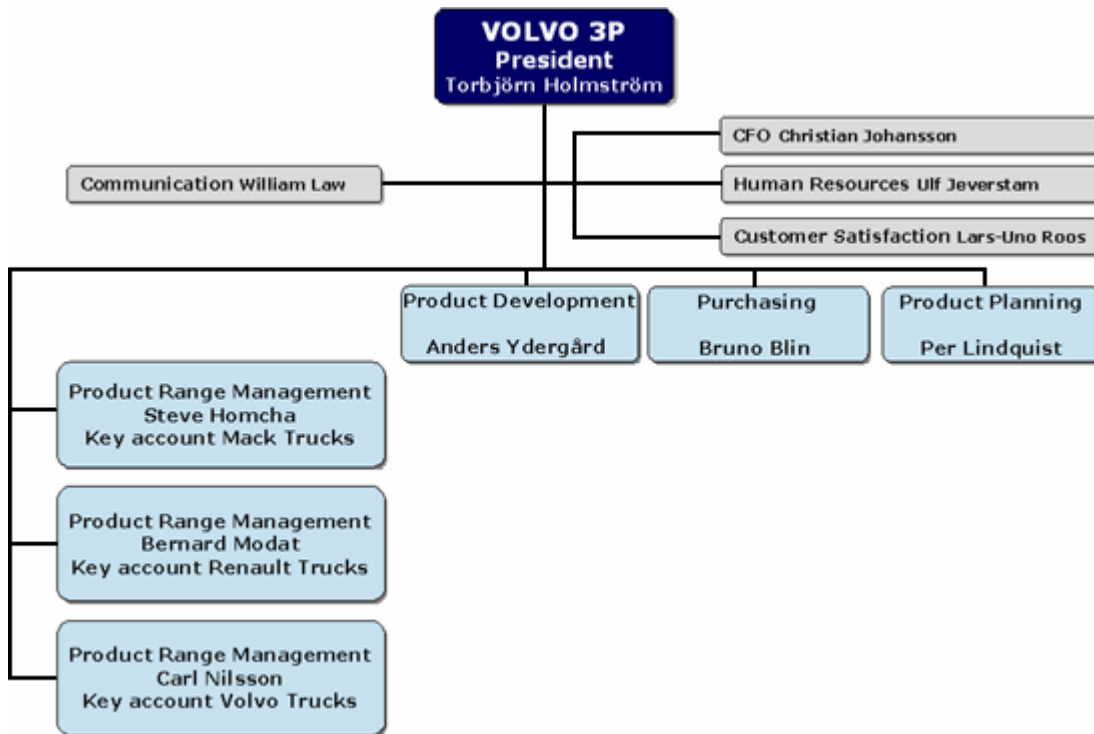 VOLVO 3P
President
Torbjörn Holmström
CFO Christian Johansson
Communication William Law
Human Resources Ulf Jeverstam
Customer Satisfaction Lars-Uno Roos
Product Development
Anders Ydergård
Purchasing
Bruno Blin
Product Planning
Per Lindquist
Product Range Management
Steve Homcha
Key account Mack Trucks
Product Range Management
Bernard Modat
Key account Renault Trucks
Product Range Management
Carl Nilsson
Key account Volvo Trucks